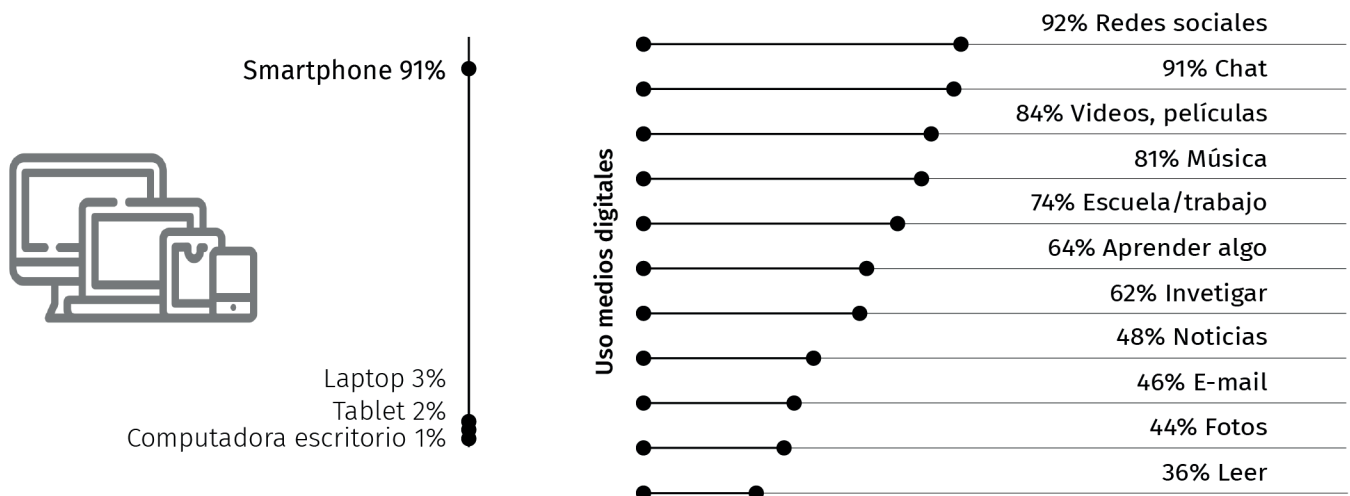 Smartphone 91%
Laptop 3%
Tablet 2%
Computadora escritorio 1%
Uso medios digitales
92% Redes sociales
91% Chat
84% Videos, películas
81% Música
74% Escuela/trabajo
64% Aprender algo
62% Invetigar
48% Noticias
46% E-mail
44% Fotos
36% Leer